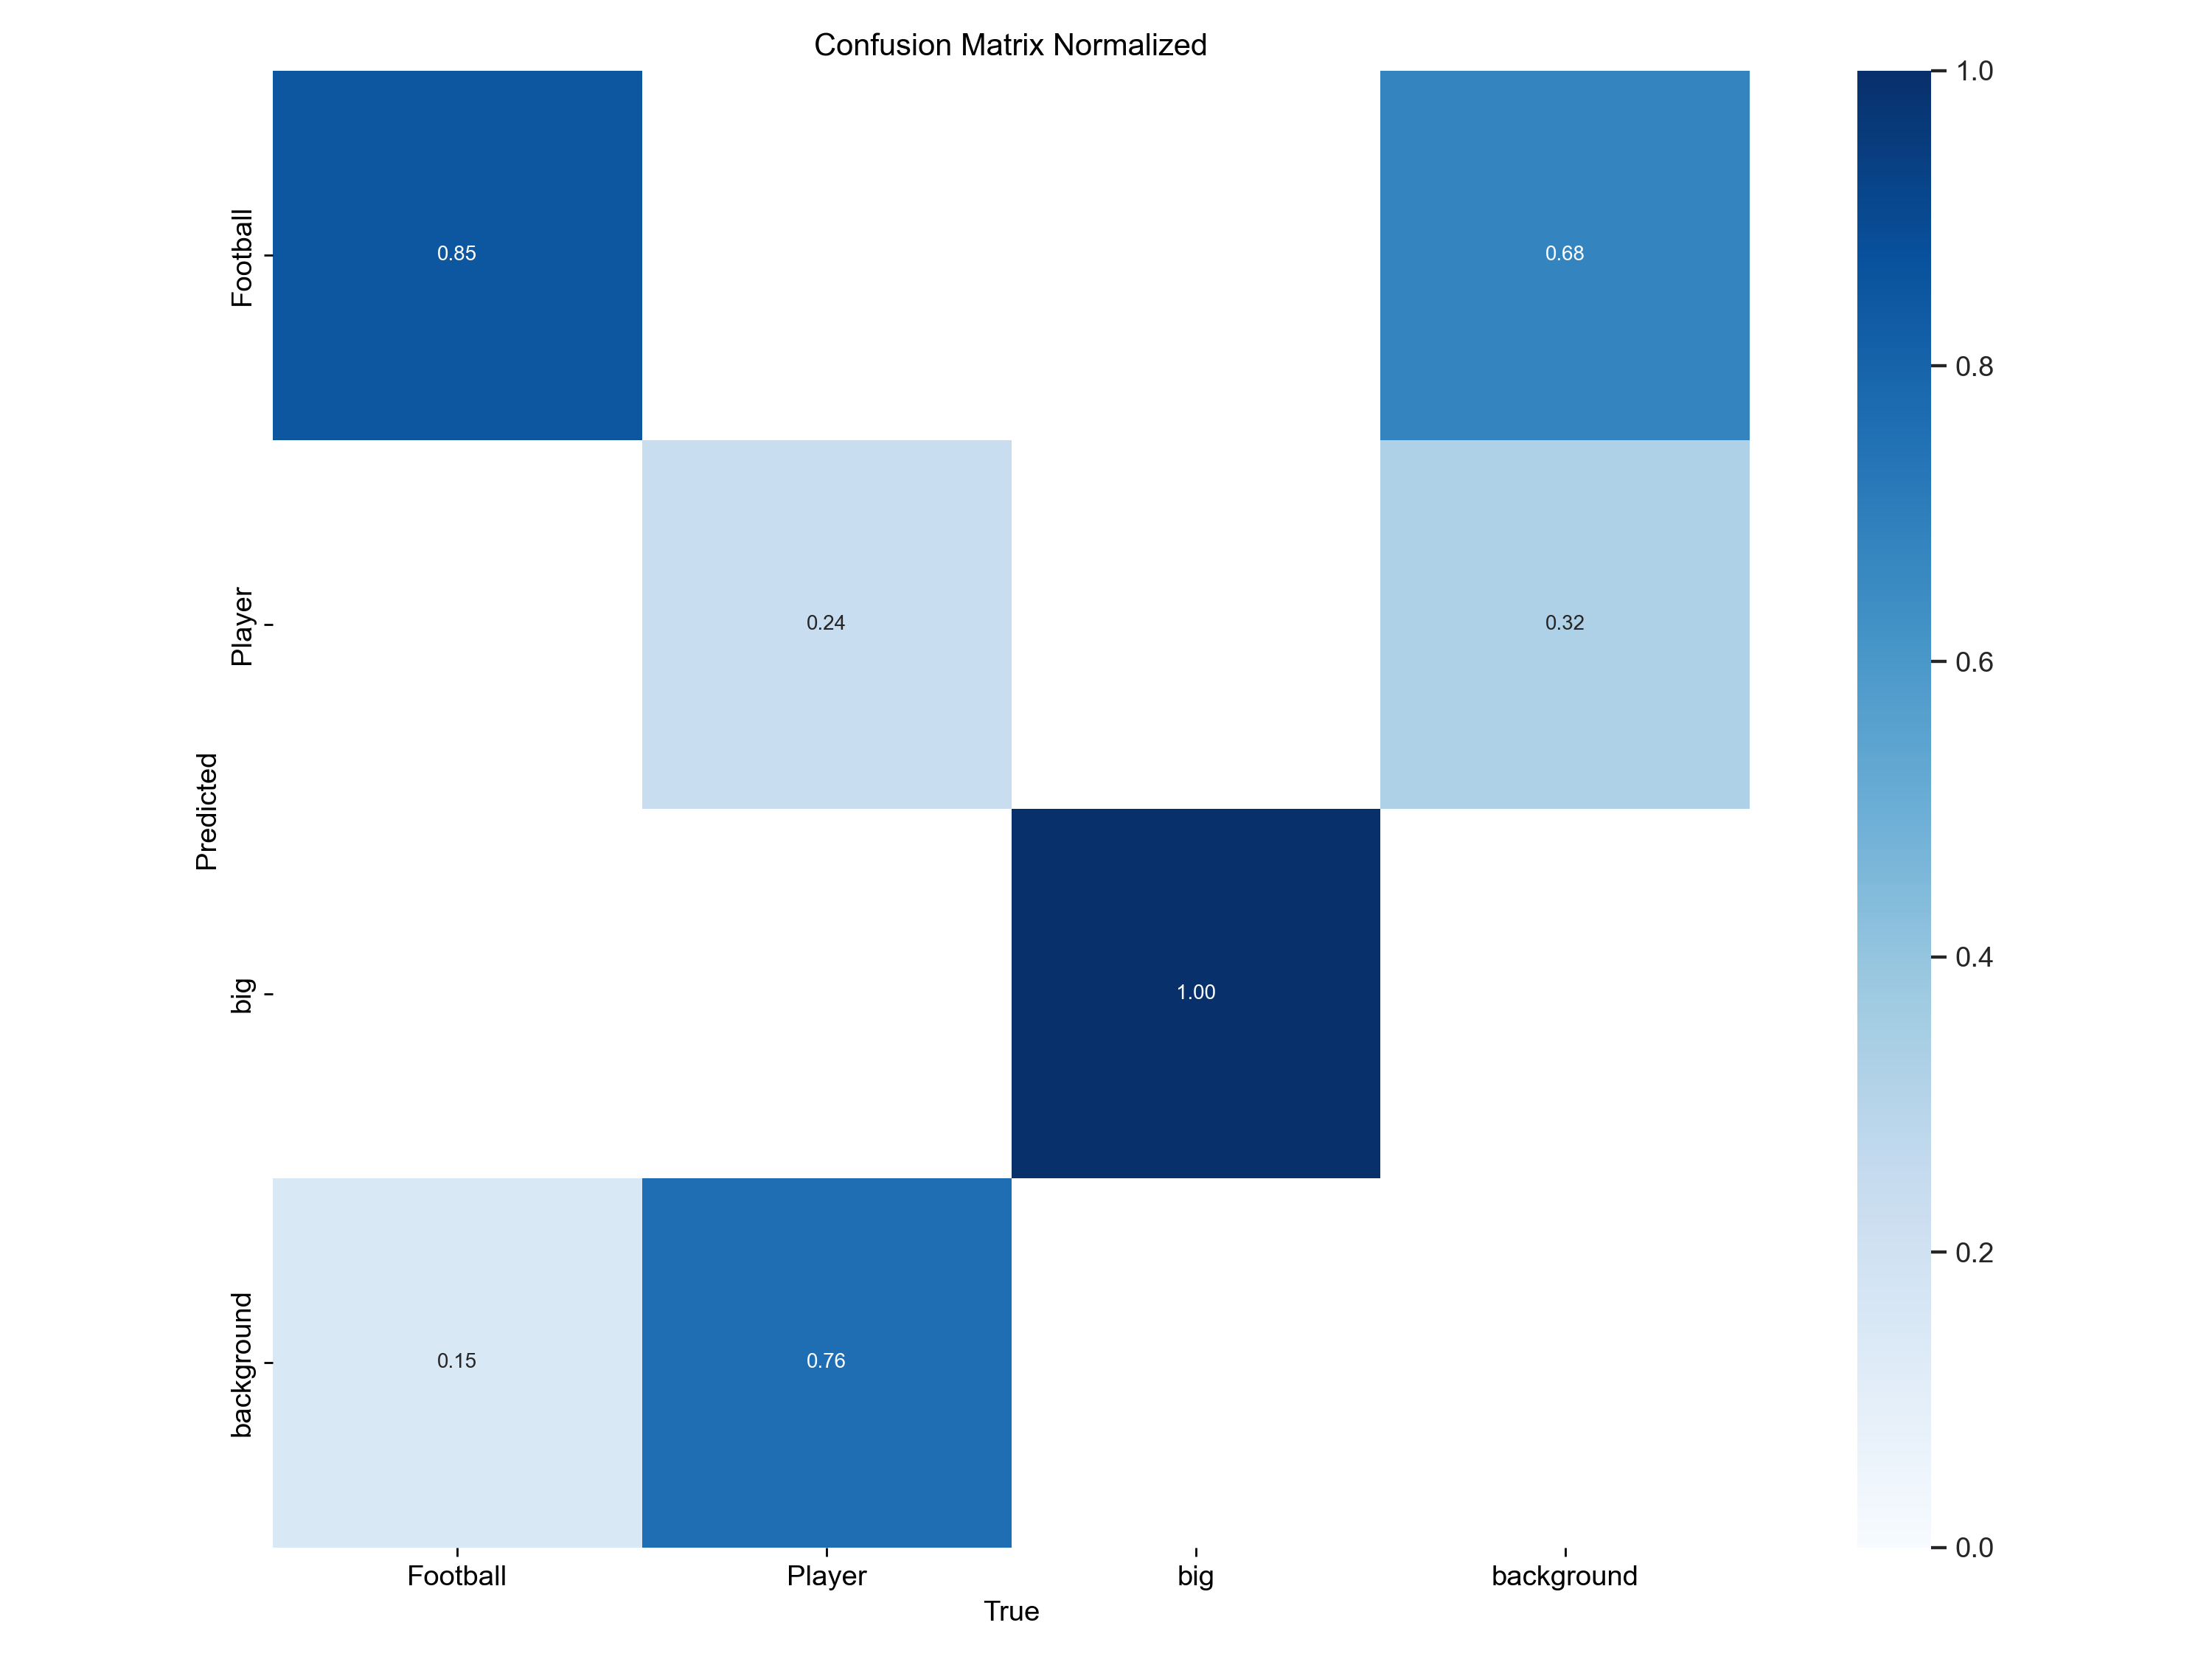 Confusion Matrix Normalized
1.0
0.8
0.6
0.4
0.2
0.0
Predicted
Football
Player
big
background
0.85
0.68
0.24
0.32
1.00
0.15
0.76
Football
Player
big
background
True